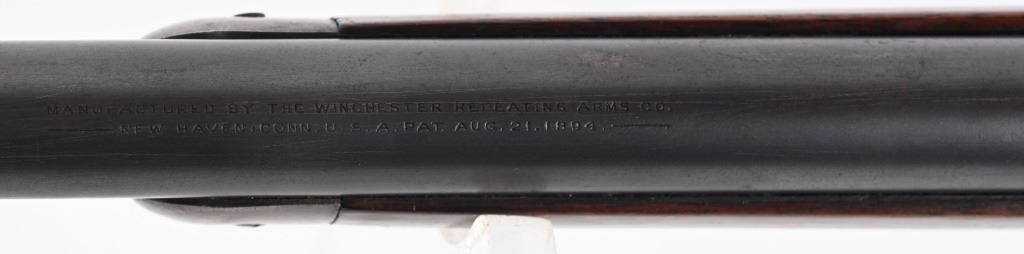 MANUFACTURED BY THE WINCHESTER REPEATING ARMS CO.
NEW HAVEN. CONN. U. S. A. PAT. AUG. 21. 1894.